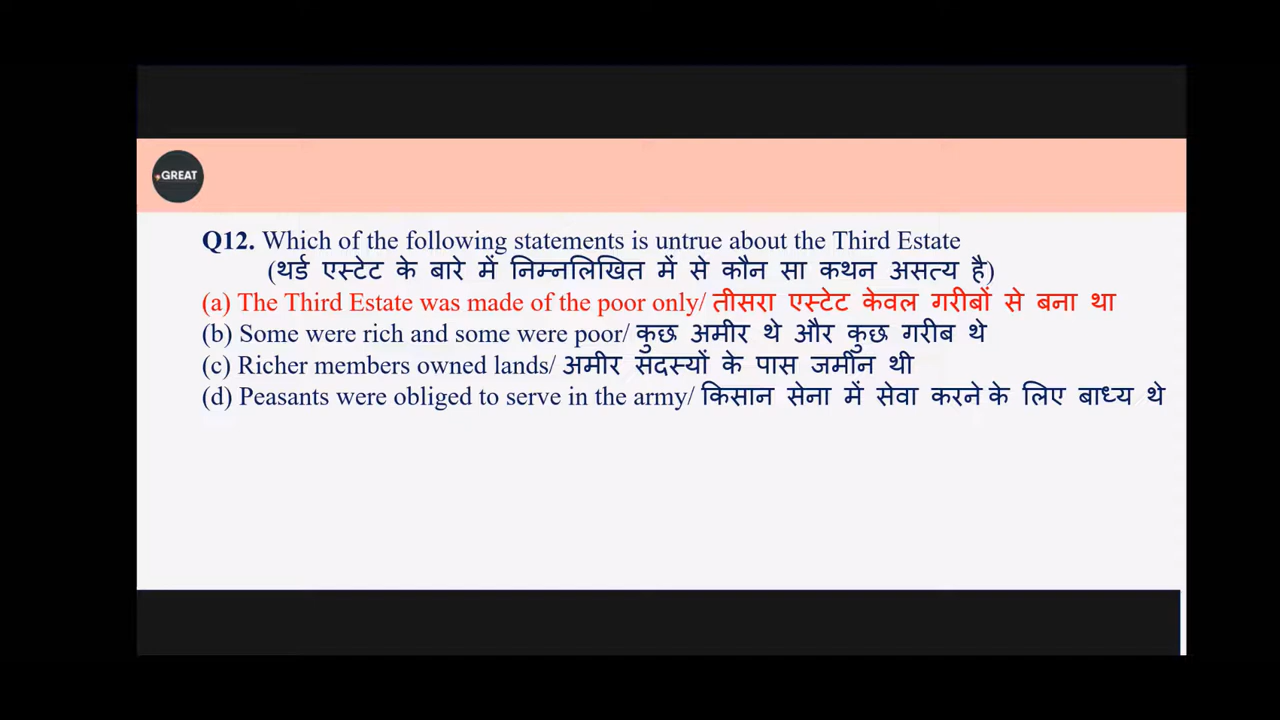 GREAT
Q12. Which of the following statements is untrue about the Third Estate
(थर्ड एस्टेट के बारे में निम्नलिखित में से कौन सा कथन असत्य है)
(a) The Third Estate was made of the poor only/ तीसरा एस्टेट केवल गरीबों से बना था
(b) Some were rich and some were poor/ कुछ अमीर थे और कुछ गरीब थे
(c) Richer members owned lands/ अमीर सदस्यों के पास जमीन थी
(d) Peasants were obliged to serve in the army/ किसान सेना में सेवा करने के लिए बाध्य थे